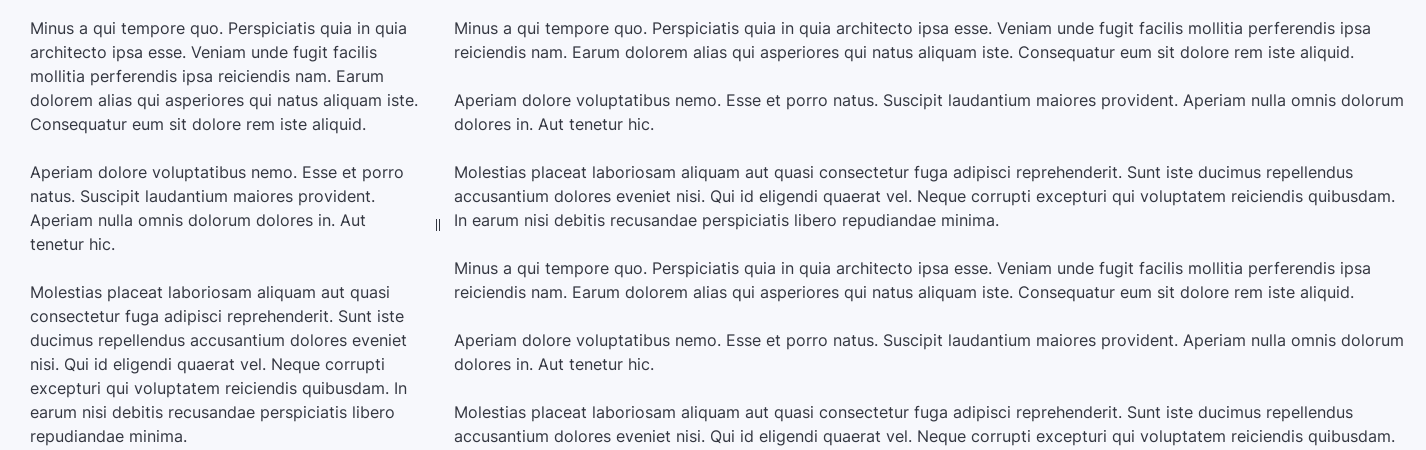 Minus a qui tempore quo. Perspiciatis quia in quia
architecto ipsa esse. Veniam unde fugit facilis
mollitia perferendis ipsa reiciendis nam. Earum
dolorem alias qui asperiores qui natus aliquam iste.
Consequatur eum sit dolore rem iste aliquid.
Aperiam dolore voluptatibus nemo. Esse et porro
natus. Suscipit laudantium maiores provident.
Aperiam nulla omnis dolorum dolores in. Aut
tenetur hic.
Molestias placeat laboriosam aliquam aut quasi
consectetur fuga adipisci reprehenderit. Sunt iste
ducimus repellendus accusantium dolores eveniet
nisi. Qui id eligendi quaerat vel. Neque corrupti
excepturi qui voluptatem reiciendis quibusdam. In
earum nisi debitis recusandae perspiciatis libero
repudiandae minima.
Minus a qui tempore quo. Perspiciatis quia in quia architecto ipsa esse. Veniam unde fugit facilis mollitia perferendis ipsa
reiciendis nam. Earum dolorem alias qui asperiores qui natus aliquam iste. Consequatur eum sit dolore rem iste aliquid.
Aperiam dolore voluptatibus nemo. Esse et porro natus. Suscipit laudantium maiores provident. Aperiam nulla omnis dolorum
dolores in. Aut tenetur hic.
Molestias placeat laboriosam aliquam aut quasi consectetur fuga adipisci reprehenderit. Sunt iste ducimus repellendus
accusantium dolores eveniet nisi. Qui id eligendi quaerat vel. Neque corrupti excepturi qui voluptatem reiciendis quibusdam.
In earum nisi debitis recusandae perspiciatis libero repudiandae minima.
Minus a qui tempore quo. Perspiciatis quia in quia architecto ipsa esse. Veniam unde fugit facilis mollitia perferendis ipsa
reiciendis nam. Earum dolorem alias qui asperiores qui natus aliquam iste. Consequatur eum sit dolore rem iste aliquid.
Aperiam dolore voluptatibus nemo. Esse et porro natus. Suscipit laudantium maiores provident. Aperiam nulla omnis dolorum
dolores in. Aut tenetur hic.
Molestias placeat laboriosam aliquam aut quasi consectetur fuga adipisci reprehenderit. Sunt iste ducimus repellendus
accusantium dolores eveniet nisi. Qui id eligendi quaerat vel. Neque corrupti excepturi qui voluptatem reiciendis quibusdam.